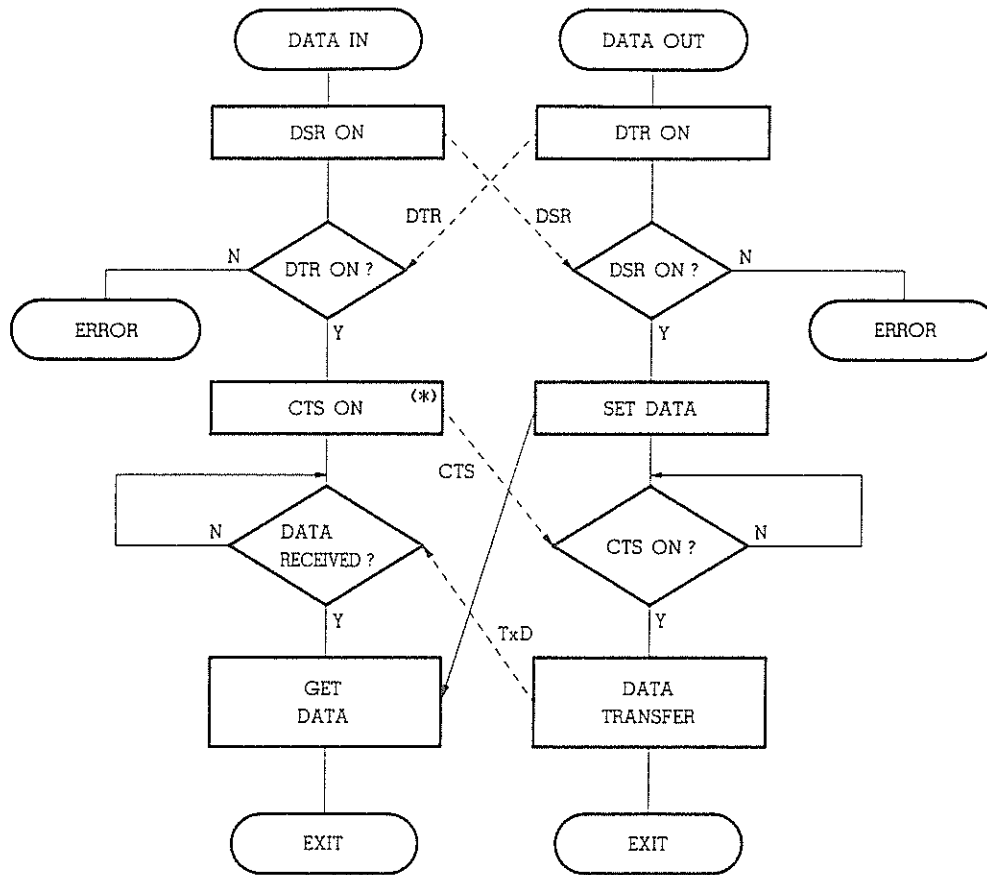 DATA IN
DATA OUT
DSR ON
DTR ON
DTR
DSR
N
DTR ON ?
DSR ON ?
N
ERROR
Y
Y
ERROR
CTS ON
(*)
SET DATA
CTS
N
DATA
RECEIVED ?
CTS ON ?
N
Y
Y
TxD
GET
DATA
DATA
TRANSFER
EXIT
EXIT